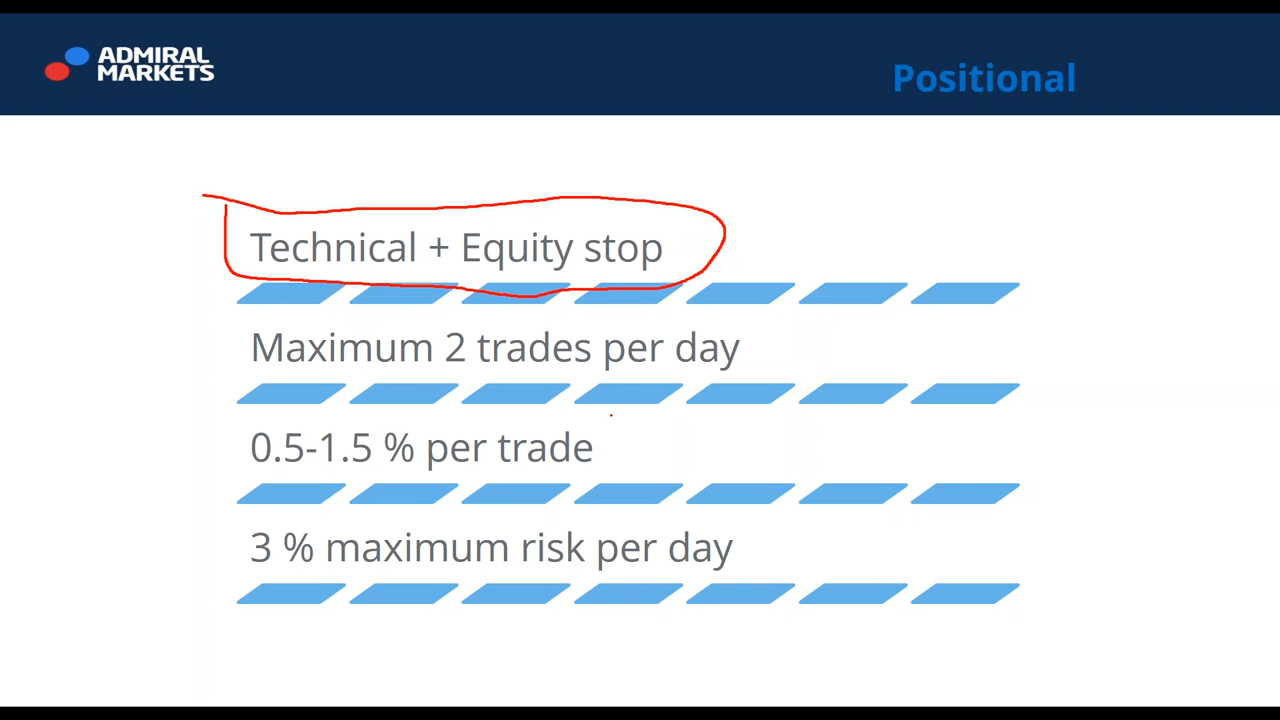 ADMIRAL
MARKETS
Positional
Technical + Equity stop
Maximum 2 trades per day
0.5-1.5 % per trade
3 % maximum risk per day